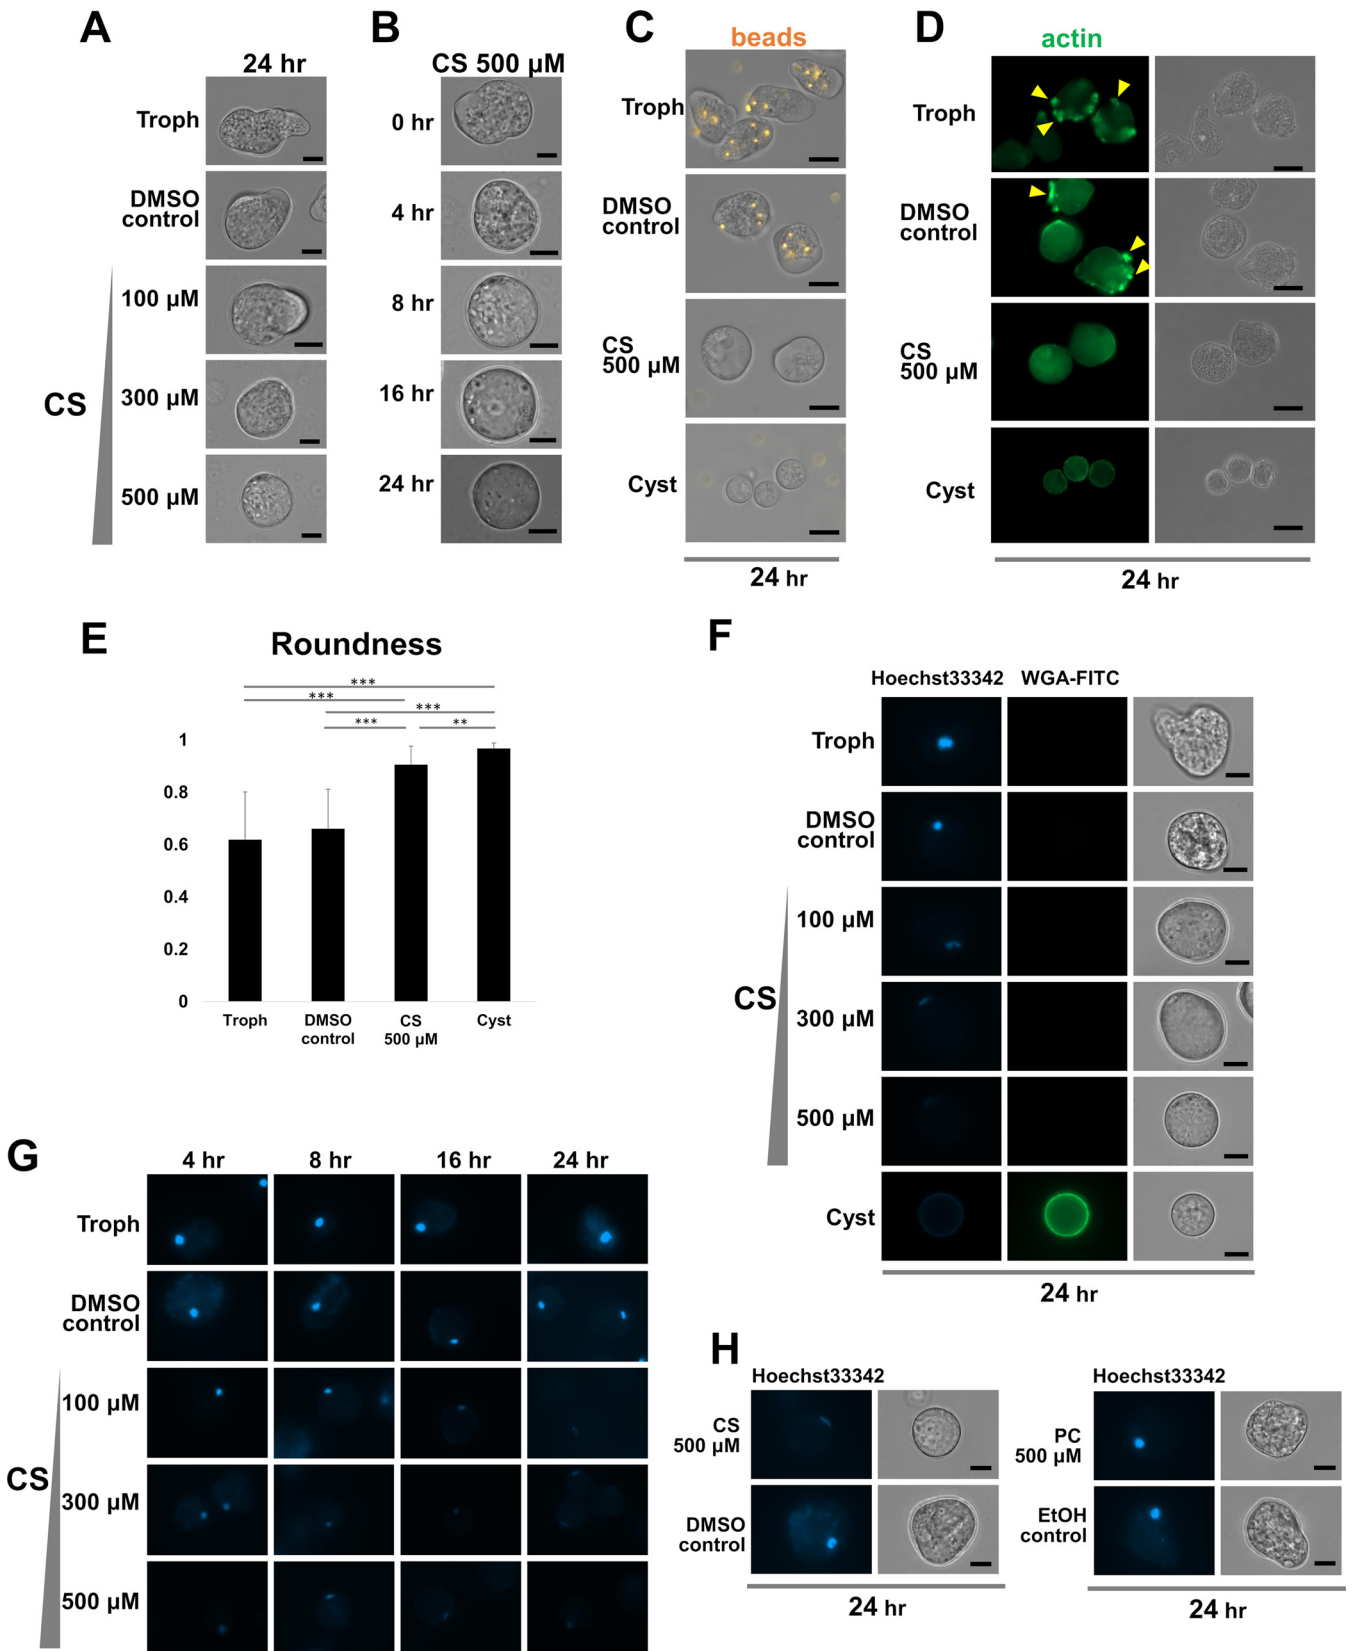 A
24 hr
Troph
DMSO
control
100 µM
300 µM
500 µM
CS
B
CS 500 µM
0 hr
4 hr
8 hr
16 hr
24 hr
C
beads
Troph
DMSO
control
CS
500 µM
Cyst
24 hr
D
actin
Troph
DMSO
control
CS
500 µM
Cyst
24 hr
E
Roundness
***
***
***
***
**
1
0.8
0.6
0.4
0.2
0
Troph
DMSO
control
CS
500 µM
Cyst
F
Hoechst33342 WGA-FITC
Troph
DMSO
control
100 µM
300 µM
500 µM
CS
Cyst
24 hr
G
4 hr 8 hr 16 hr 24 hr
Troph
DMSO
control
100 µM
300 µM
500 µM
CS
H
Hoechst33342
CS
500 µM
DMSO
control
24 hr
Hoechst33342
PC
500 µM
EtOH
control
24 hr